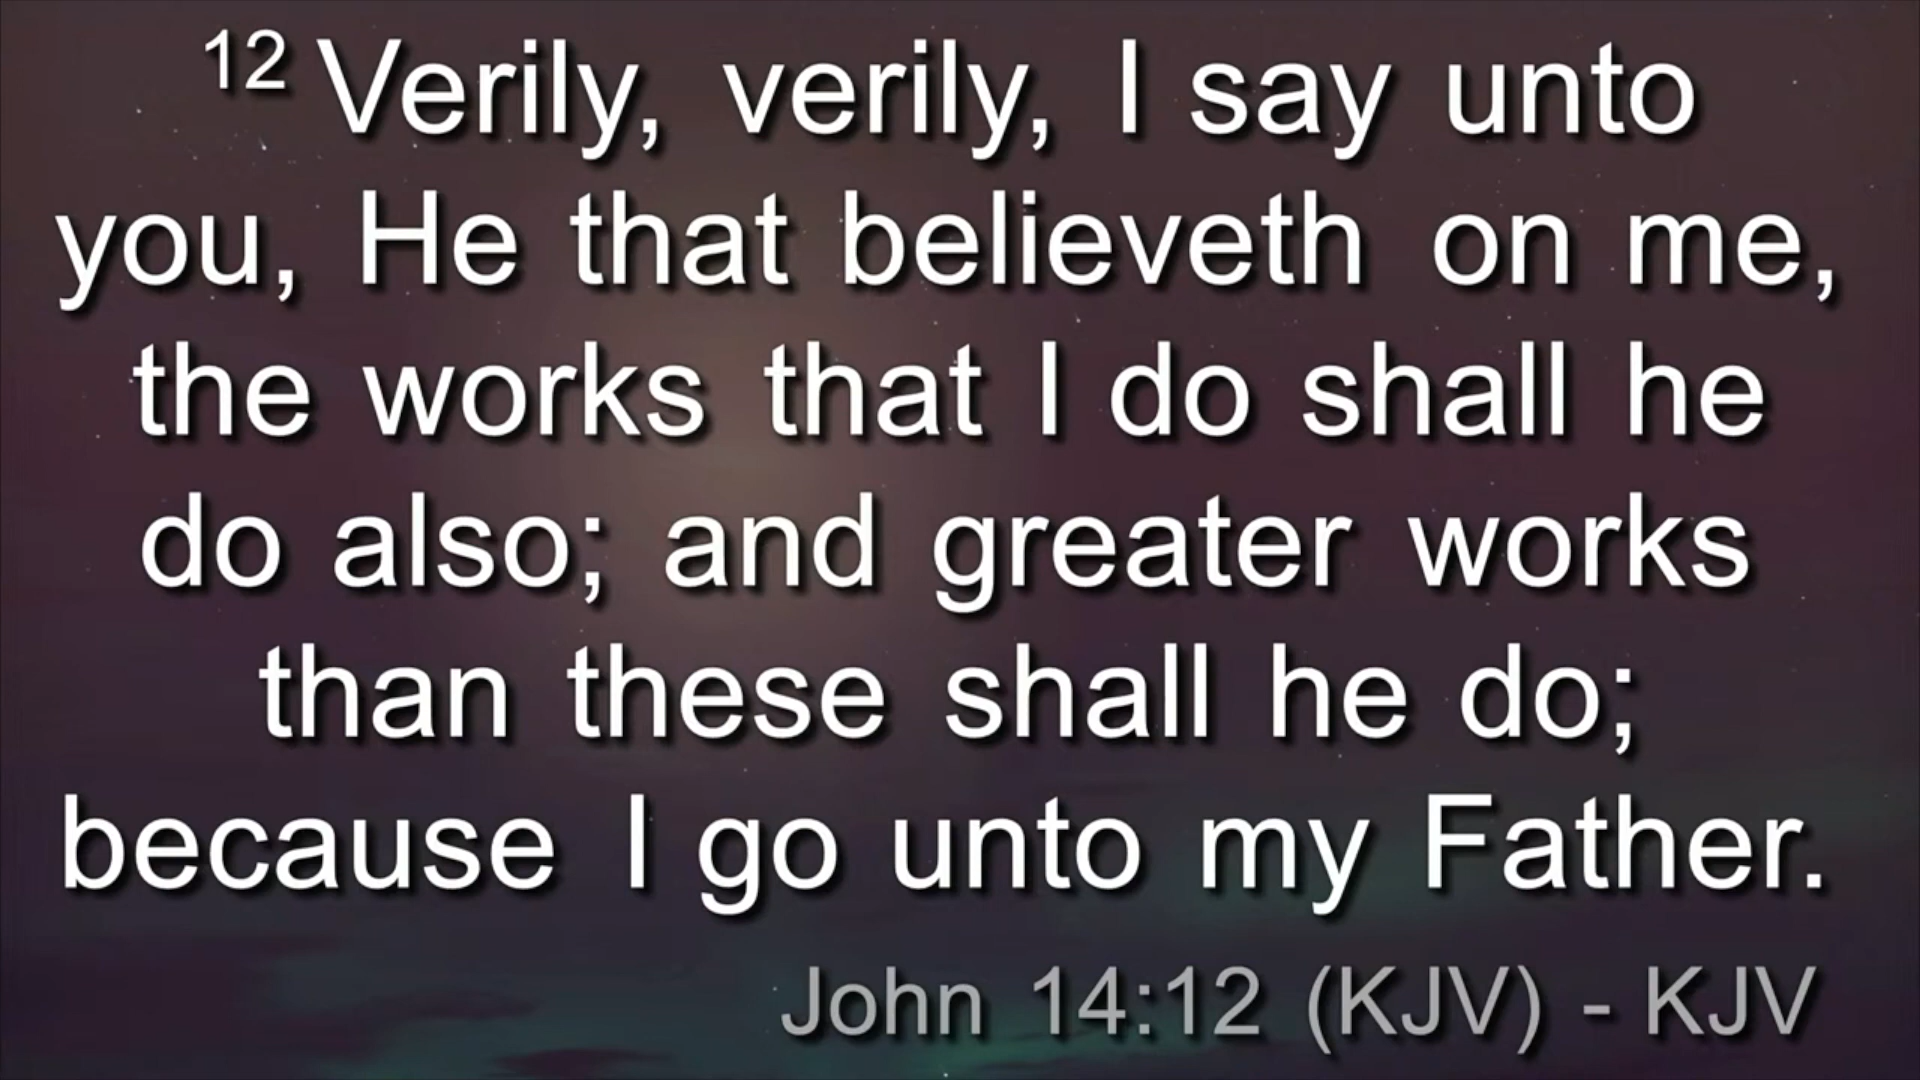 12 Verily, verily, I say unto
you, He that believeth on me,
the works that I do shall he
do also; and greater works
than these shall he do;
because I go unto my Father.
John 14:12 (KJV) - KJV